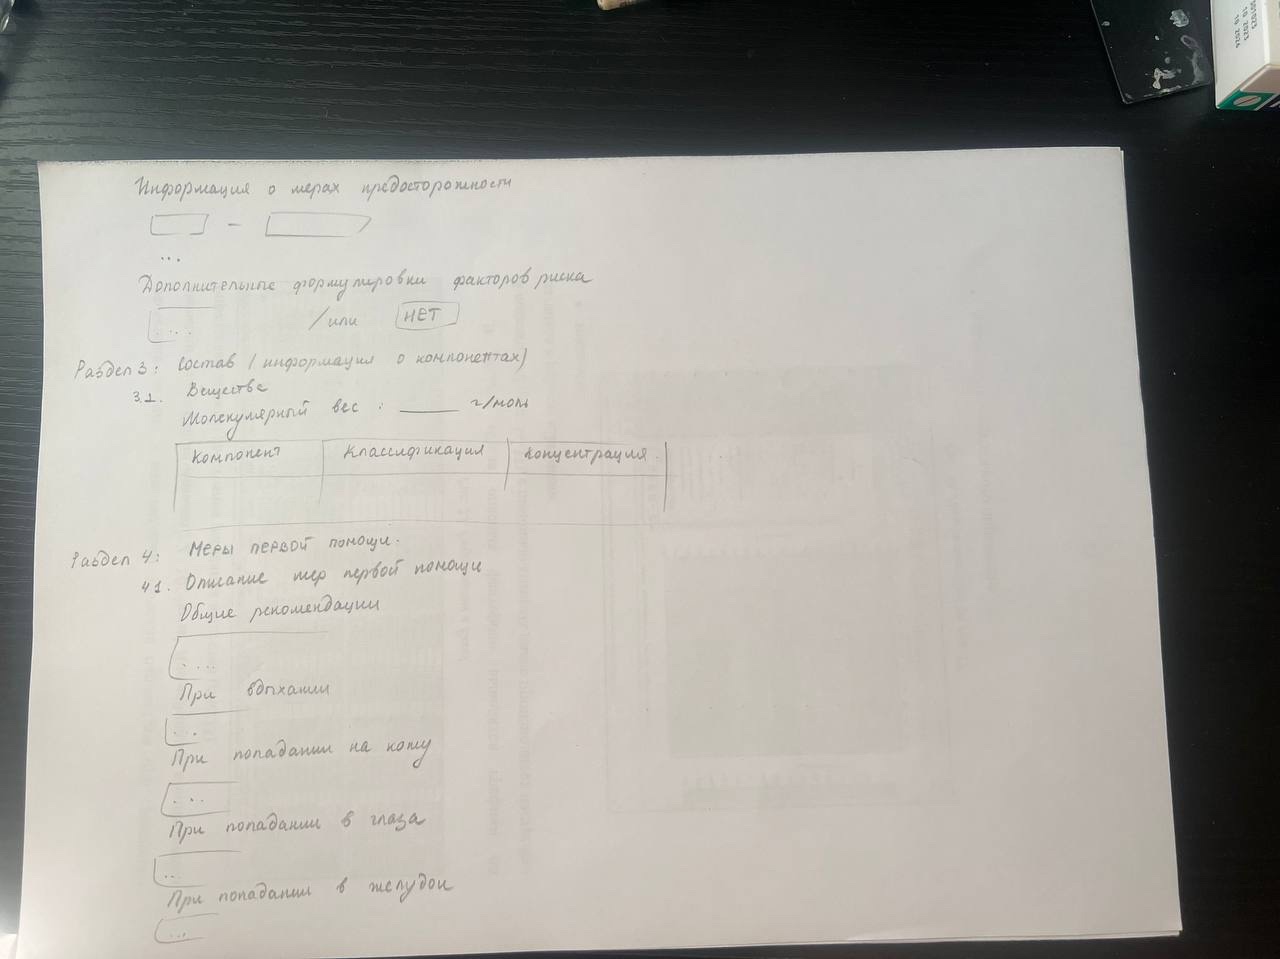 Информация о мерах предосторожности
–
...
Дополнительные формулировки факторов риска
... /или НЕТ
Раздел 3: Состав (информация о компонентах)
3.1. Вещества
Молекулярный вес : ____ г/моль
Компонент Классификация Концентрация
Раздел 4: Меры первой помощи.
4.1. Описание мер первой помощи
Общие рекомендации
....
При вдыхании
...
При попадании на кожу
...
При попадании в глаза
...
При попадании в желудок
...